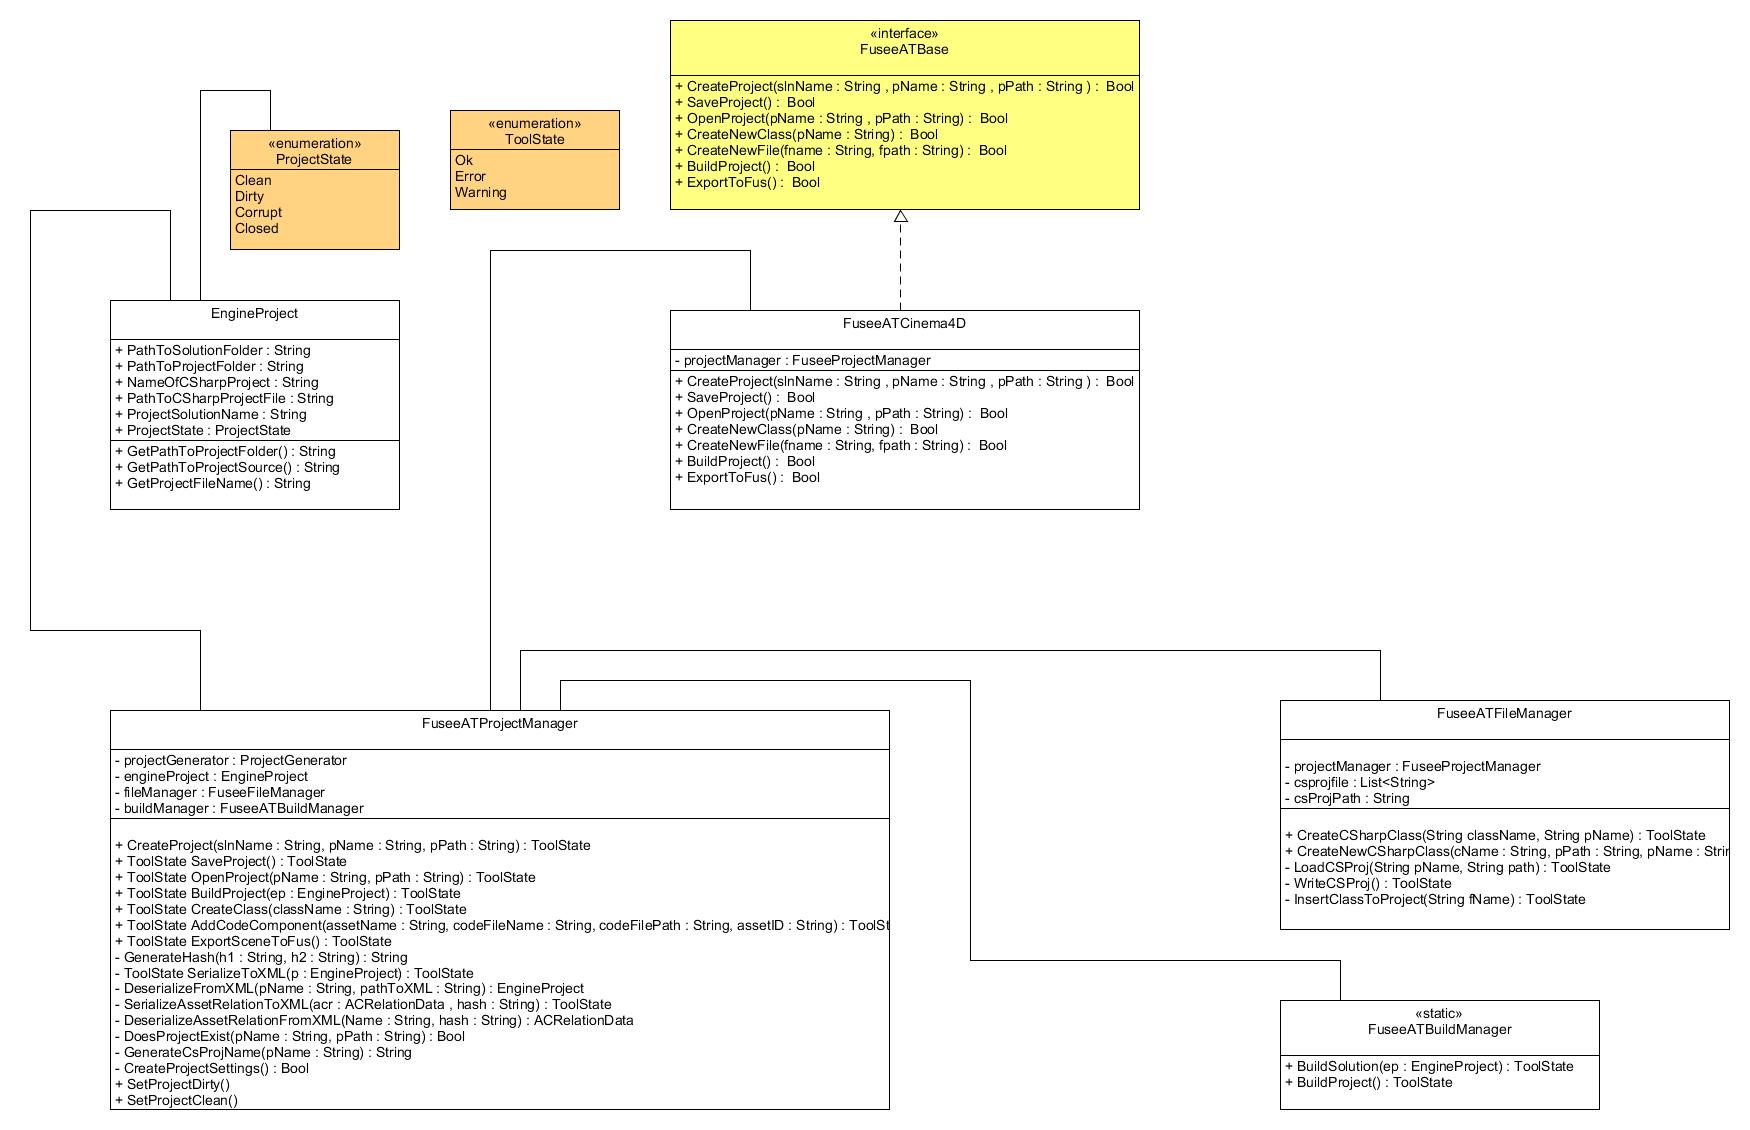 «interface»
FuseeATBase
+ CreateProject(slnName : String , pName : String , pPath : String ) :  Bool
+ SaveProject() :  Bool
+ OpenProject(pName : String , pPath : String) :  Bool
+ CreateNewClass(pName : String) :  Bool
+ CreateNewFile(fname : String, fpath : String) :  Bool
+ BuildProject() :  Bool
+ ExportToFus() :  Bool
«enumeration»
ProjectState
Clean
Dirty
Corrupt
Closed
«enumeration»
ToolState
Ok
Error
Warning
EngineProject
+ PathToSolutionFolder : String
+ PathToProjectFolder : String
+ NameOfCSharpProject : String
+ PathToCSharpProjectFile : String
+ ProjectSolutionName : String
+ ProjectState : ProjectState
+ GetPathToProjectFolder() : String
+ GetPathToProjectSource() : String
+ GetProjectFileName() : String
FuseeATCinema4D
- projectManager : FuseeProjectManager
+ CreateProject(slnName : String , pName : String , pPath : String ) :  Bool
+ SaveProject() :  Bool
+ OpenProject(pName : String , pPath : String) :  Bool
+ CreateNewClass(pName : String) :  Bool
+ CreateNewFile(fname : String, fpath : String) :  Bool
+ BuildProject() :  Bool
+ ExportToFus() :  Bool
FuseeATProjectManager
- projectGenerator : ProjectGenerator
- engineProject : EngineProject
- fileManager : FuseeFileManager
- buildManager : FuseeATBuildManager
+ CreateProject(slnName : String, pName : String, pPath : String) : ToolState
+ ToolState SaveProject() : ToolState
+ ToolState OpenProject(pName : String, pPath : String) : ToolState
+ ToolState BuildProject(ep : EngineProject) : ToolState
+ ToolState CreateClass(className : String) : ToolState
+ ToolState AddCodeComponent(assetName : String, codeFileName : String, codeFilePath : String, assetID : String) : ToolSt
+ ToolState ExportSceneToFus() : ToolState
- GenerateHash(h1 : String, h2 : String) : String
- ToolState SerializeToXML(p : EngineProject) : ToolState
- DeserializeFromXML(pName : String, pathToXML : String) : EngineProject
- SerializeAssetRelationToXML(acr : ACRelationData , hash : String) : ToolState
- DeserializeAssetRelationFromXML(Name : String, hash : String) : ACRelationData
- DoesProjectExist(pName : String, pPath : String) : Bool
- GenerateCsProjName(pName : String) : String
- CreateProjectSettings() : Bool
+ SetProjectDirty()
+ SetProjectClean()
FuseeATFileManager
- projectManager : FuseeProjectManager
- csprojfile : List<String>
- csProjPath : String
+ CreateCSharpClass(String className, String pName) : ToolState
+ CreateNewCSharpClass(cName : String, pPath : String, pName : Strin
- LoadCSProj(String pName, String path) : ToolState
- WriteCSProj() : ToolState
- InsertClassToProject(String fName) : ToolState
«static»
FuseeATBuildManager
+ BuildSolution(ep : EngineProject) : ToolState
+ BuildProject() : ToolState